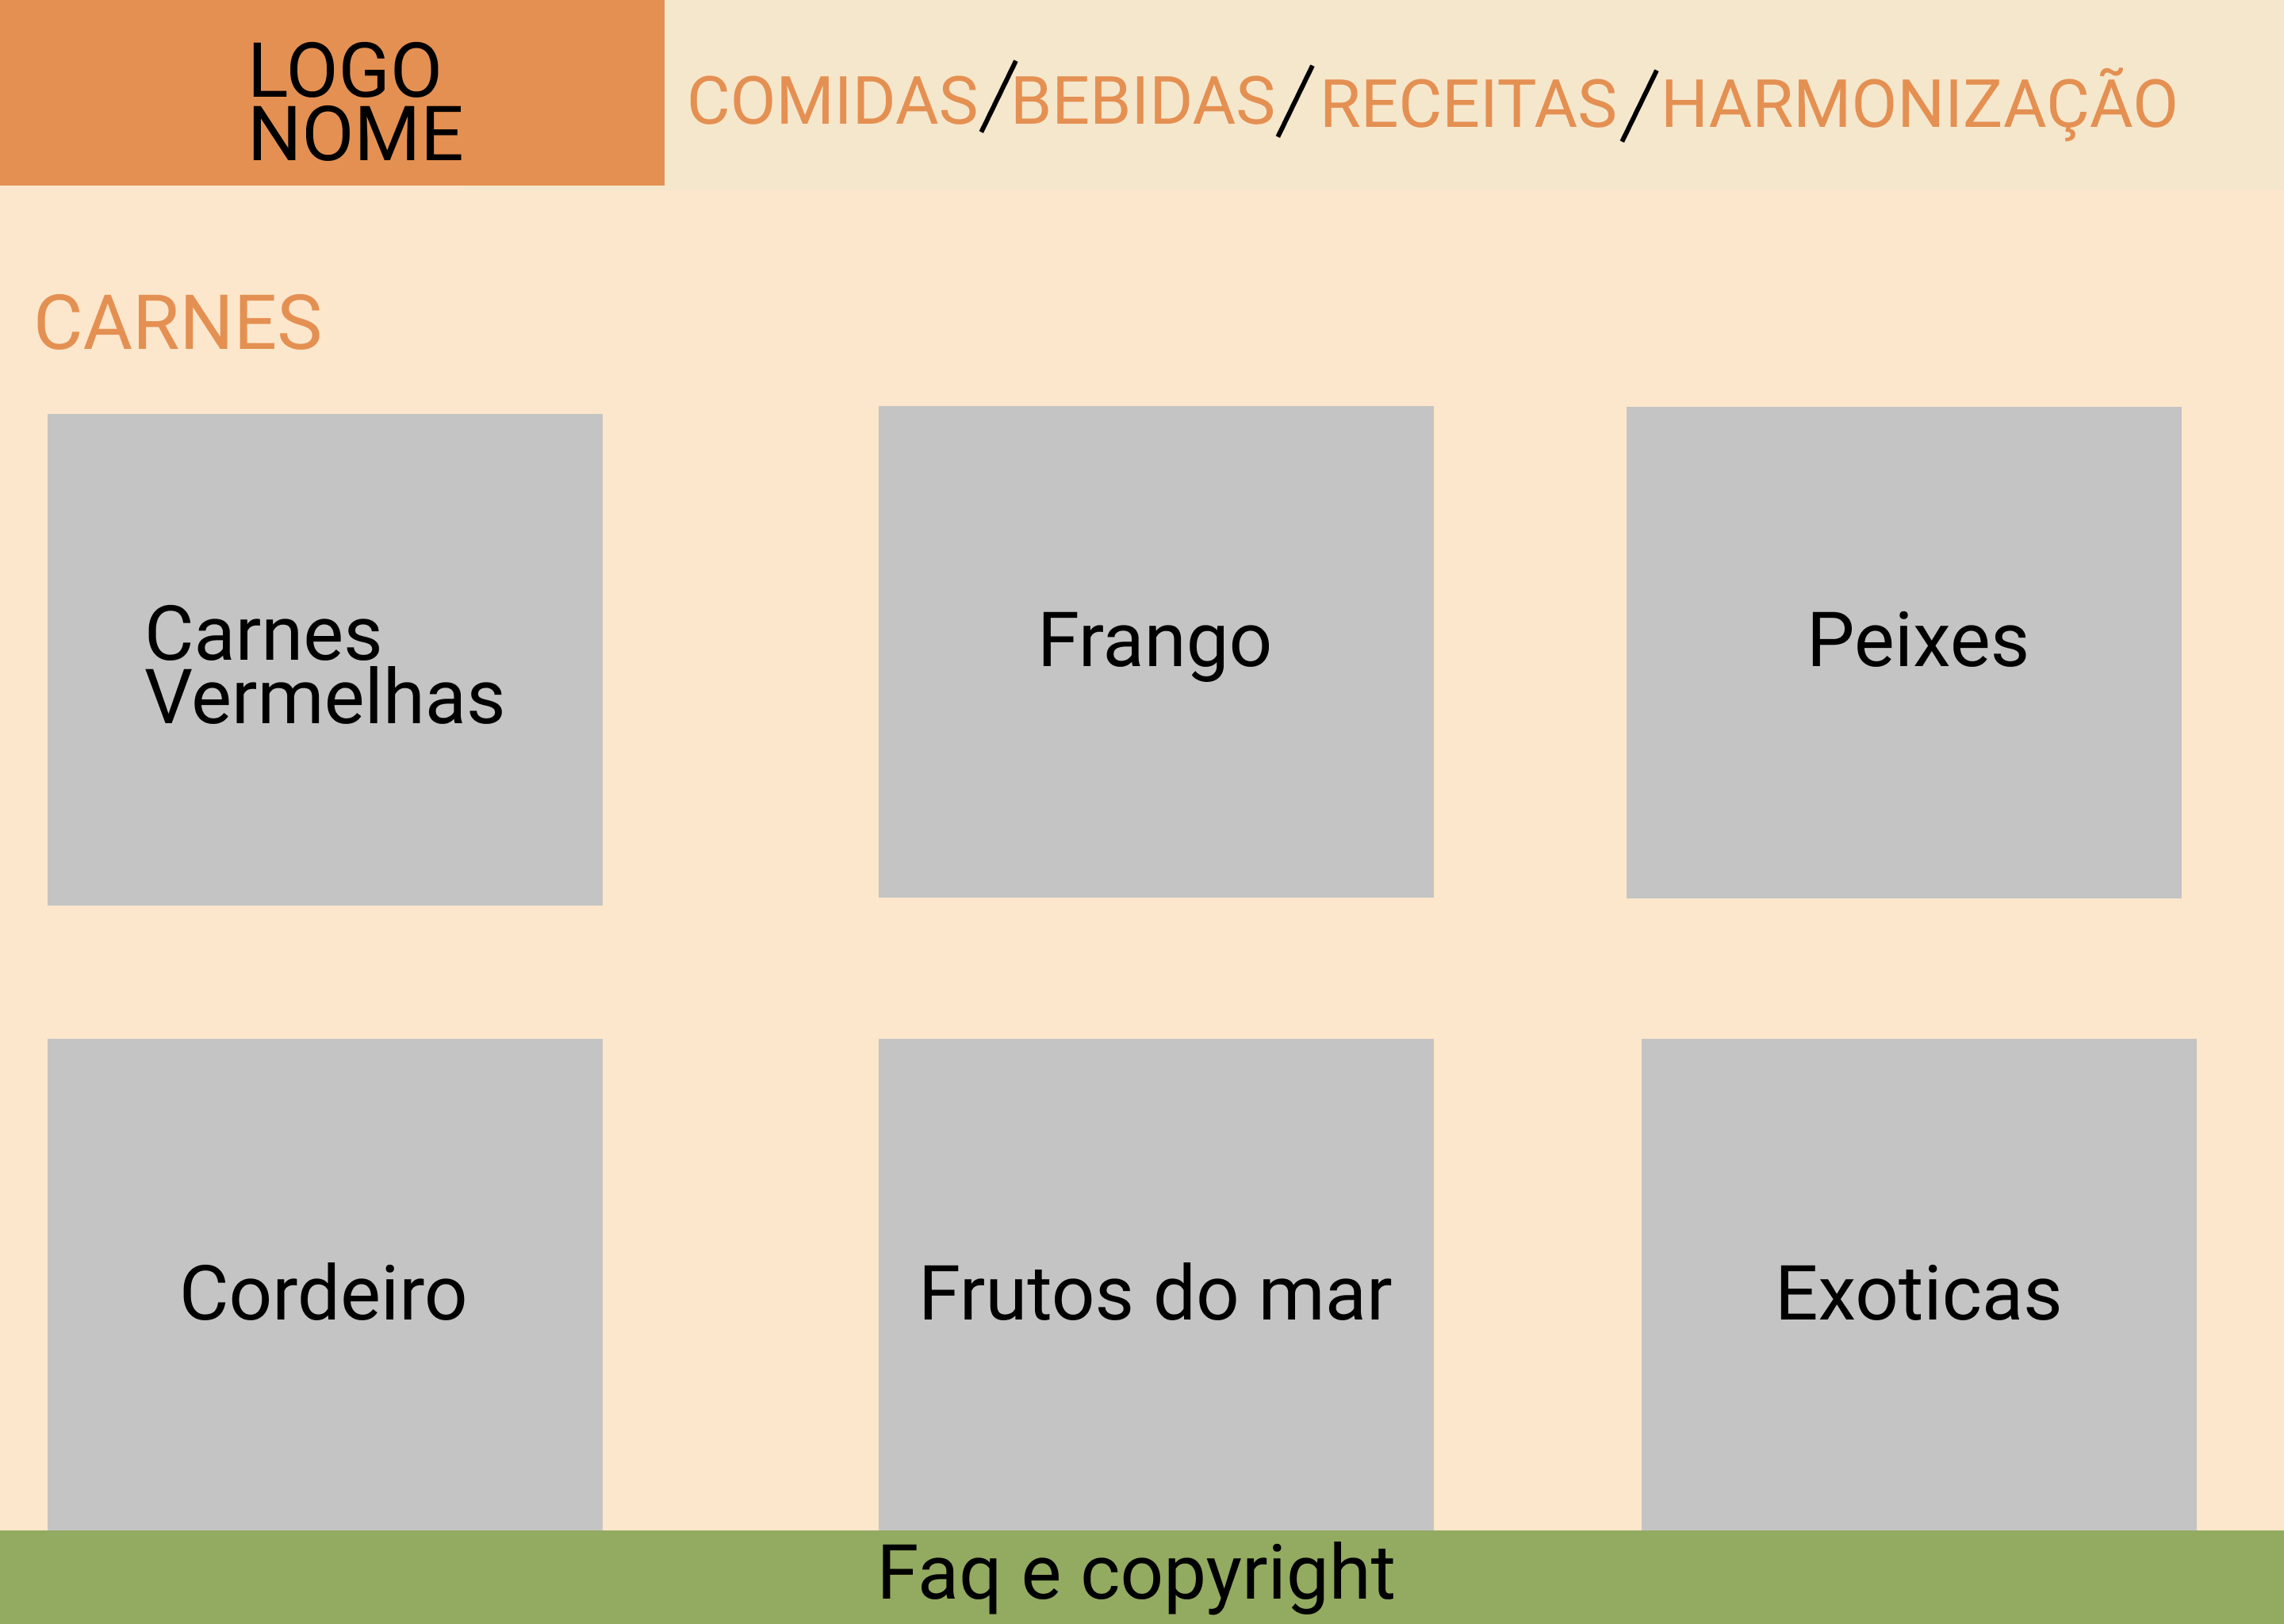 LOGO
NOME
COMIDAS/BEBIDAS/RECEITAS/HARMONIZAÇÃO
CARNES
Carnes
Vermelhas
Frango
Peixes
Cordeiro
Frutos do mar
Exoticas
Faq e copyright